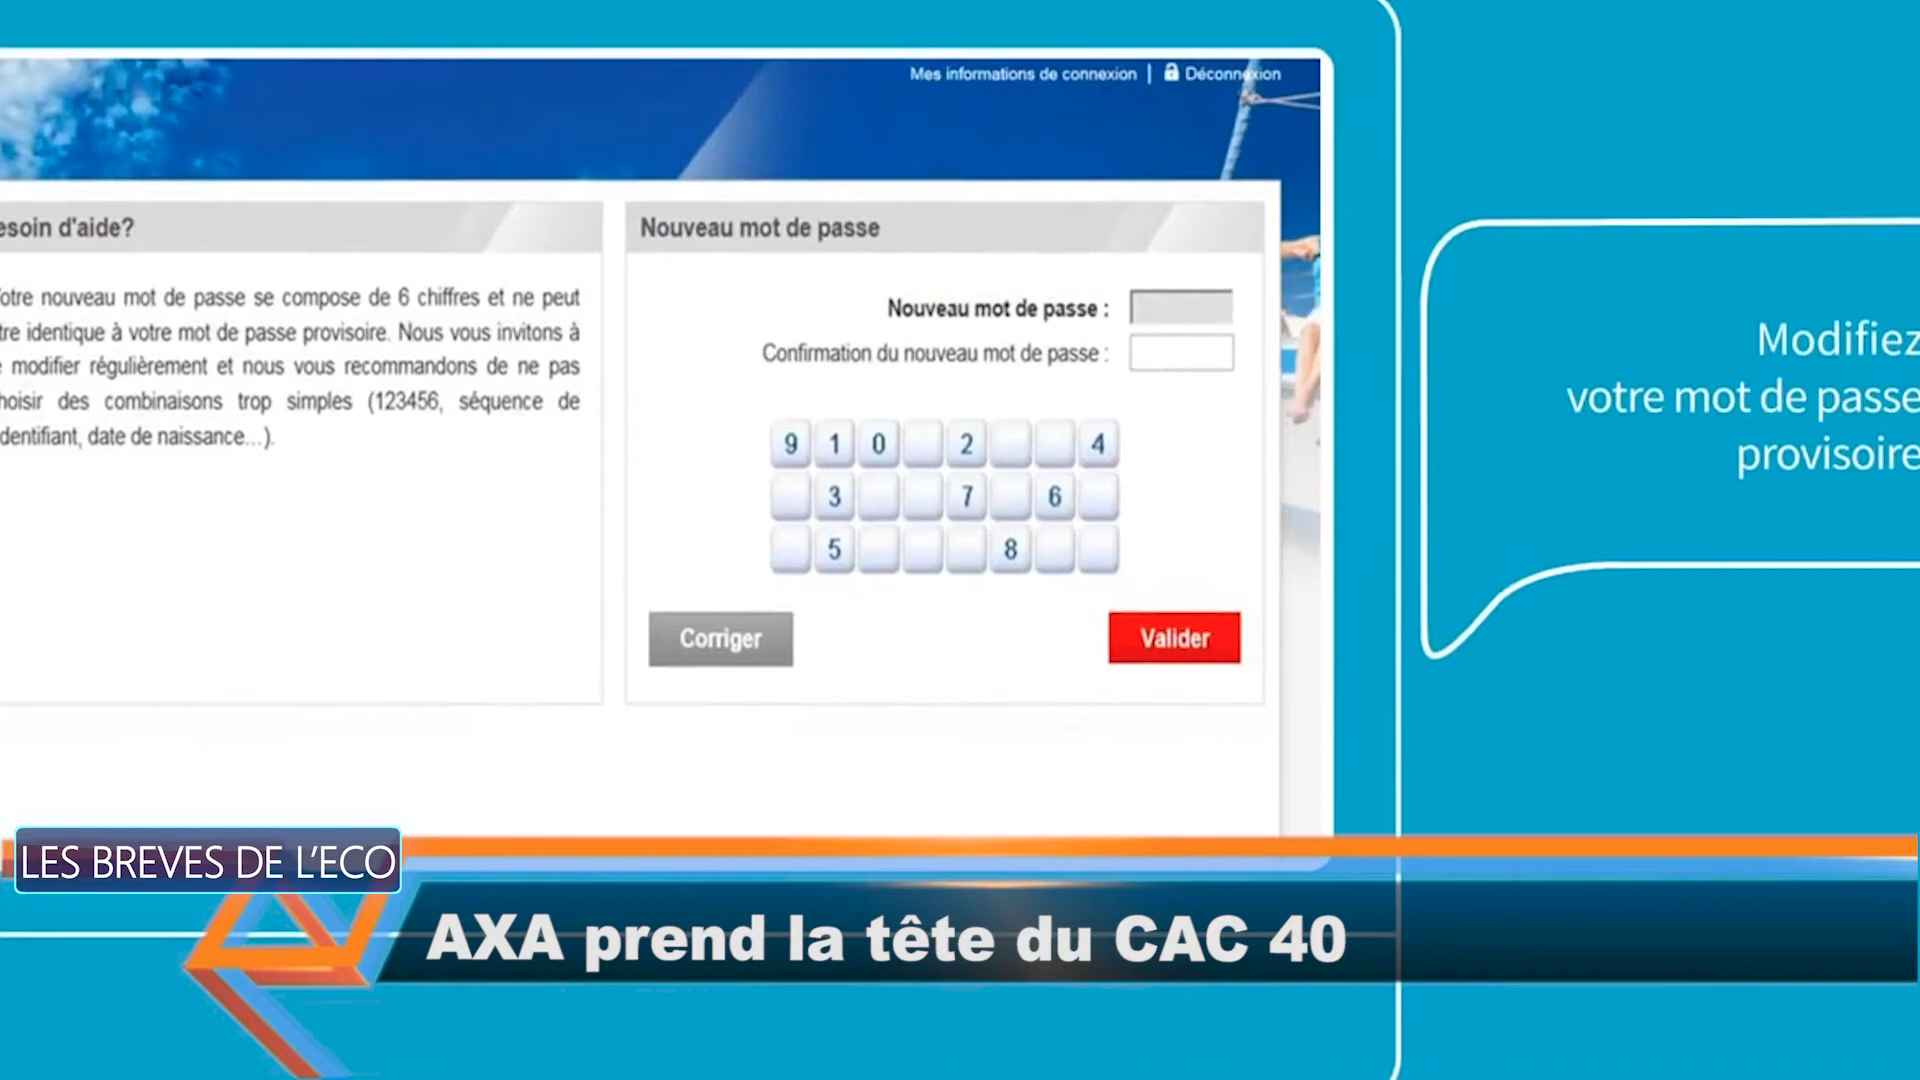 Mes informations de connexion | Déconnexion
esoin d'aide?
otre nouveau mot de passe se compose de 6 chiffres et ne peut
tre identique à votre mot de passe provisoire. Nous vous invitons à
e modifier régulièrement et nous vous recommandons de ne pas
hoisir des combinaisons trop simples (123456, séquence de
dentifiant, date de naissance...).
Nouveau mot de passe
Nouveau mot de passe :
Confirmation du nouveau mot de passe :
9 1 0 2 4
3 7 6
5 8
Corriger
Valider
Modifiez
votre mot de passe
provisoire
LES BREVES DE L'ECO
AXA prend la tête du CAC 40